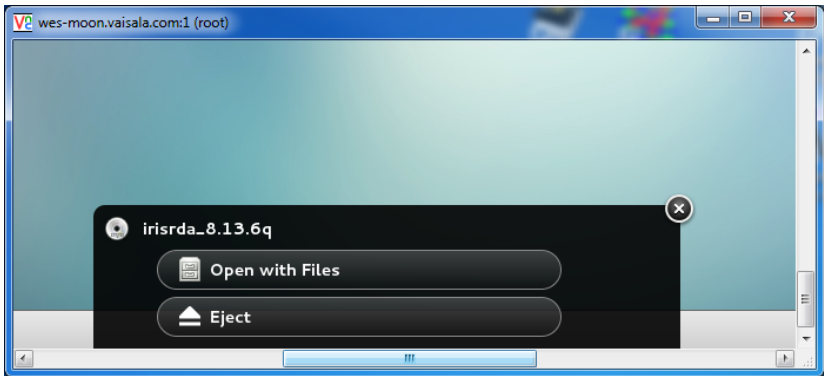 wes-moon.vaisala.com:1 (root)
irisrda_8.13.6q
Open with Files
Eject